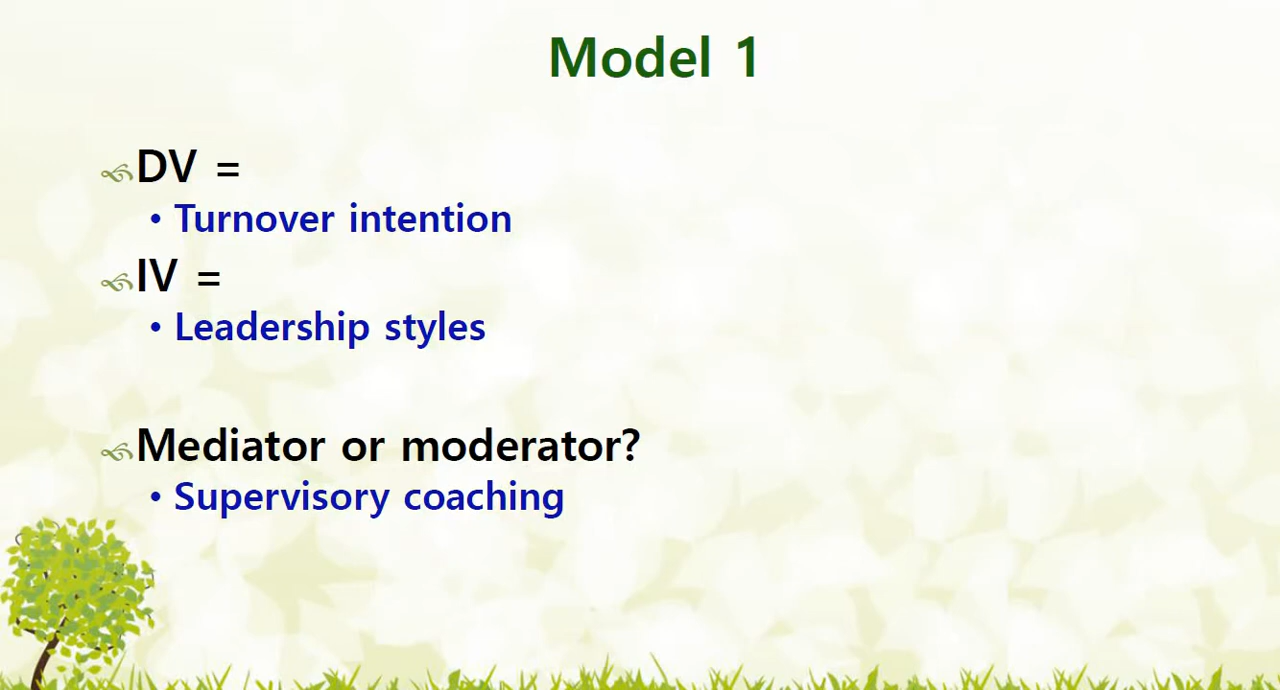 Model 1
DV =
• Turnover intention
IV =
• Leadership styles
Mediator or moderator?
• Supervisory coaching